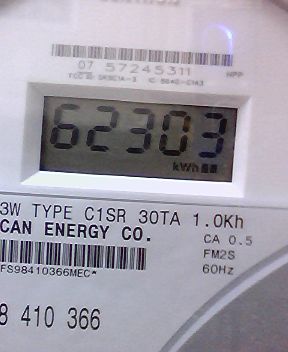 07 57245311 HPP
62303
kWh
3W TYPE C1SR 30TA 1.0Kh
CAN ENERGY CO. CA 0.5
FM2S
FS98410366MEC* 60Hz
8 410 366